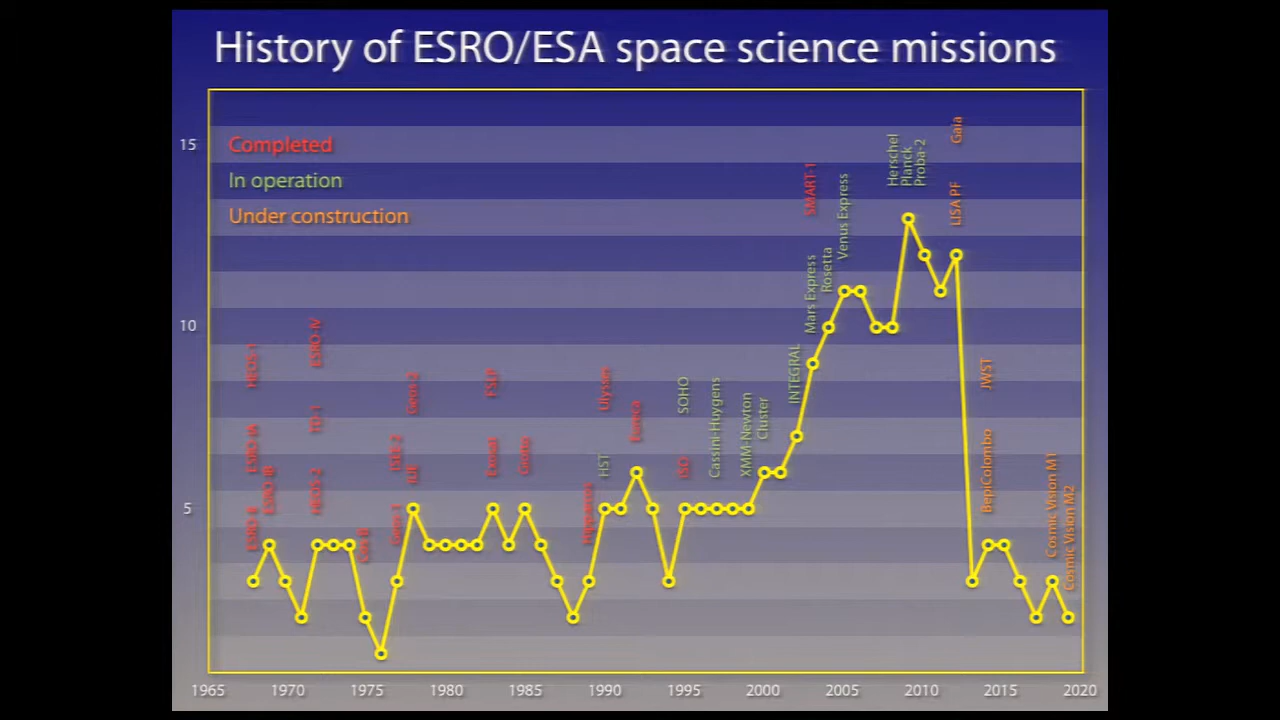 History of ESRO/ESA space science missions
15
10
5
Completed
In operation
Under construction
ESRO-II
ESRO-IA
HEOS-1
ESRO-IB
HEOS-2
TD-1
ESRO-IV
Cos-B
Geos-1
ISEE-2
IUE
Geos-2
Exosat
FSLP
Giotto
Hipparcos
HST
Ulysses
Eureca
ISO
SOHO
Cassini-Huygens
XMM-Newton
Cluster
INTEGRAL
Mars Express
SMART-1
Rosetta
Venus Express
Herschel
Planck
Proba-2
LISA PF
Gaia
BepiColombo
JWST
Cosmic Vision M1
Cosmic Vision M2
1965 1970 1975 1980 1985 1990 1995 2000 2005 2010 2015 2020